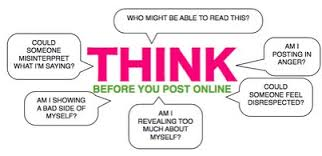 WHO MIGHT BE ABLE TO READ THIS?
COULD
SOMEONE
MISINTERPRET
WHAT I'M SAYING?
AM I
POSTING IN
ANGER?
THINK
BEFORE YOU POST ONLINE
AM I SHOWING
A BAD SIDE OF
MYSELF?
AM I
REVEALING TOO
MUCH ABOUT
MYSELF?
COULD
SOMEONE FEEL
DISRESPECTED?